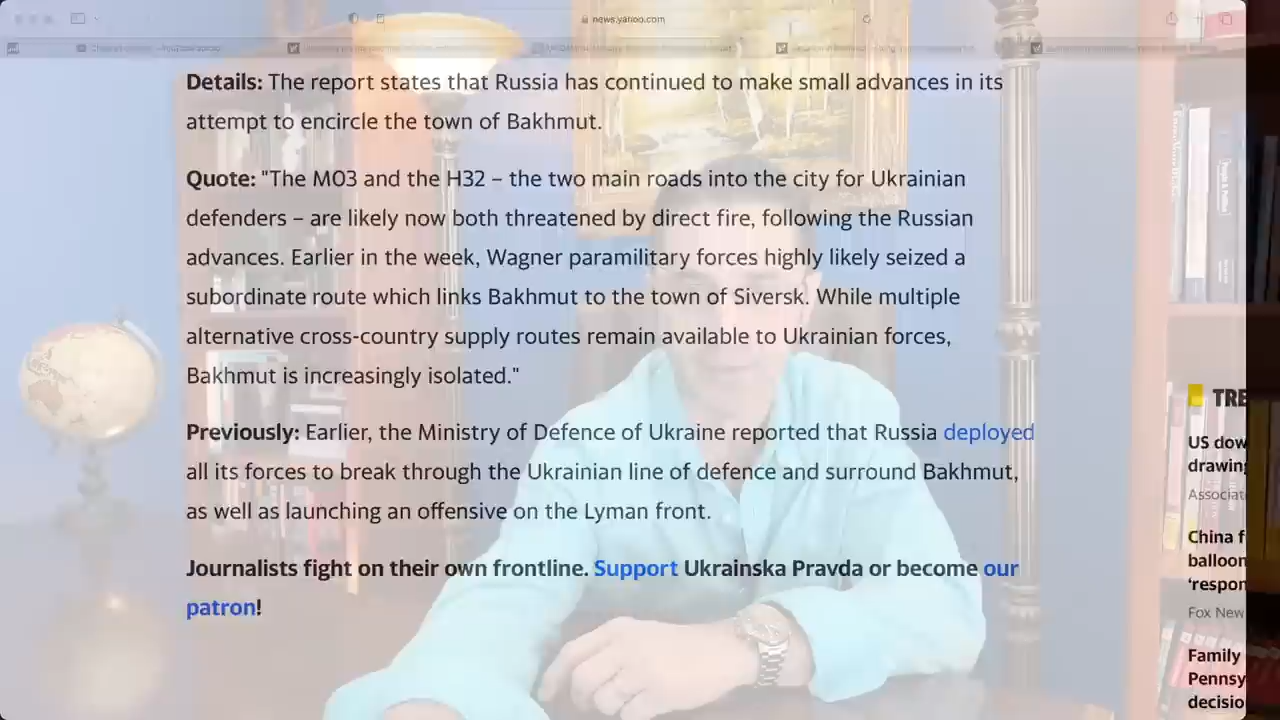 news.yahoo.com
Details: The report states that Russia has continued to make small advances in its
attempt to encircle the town of Bakhmut.
Quote: "The M03 and the H32 – the two main roads into the city for Ukrainian
defenders – are likely now both threatened by direct fire, following the Russian
advances. Earlier in the week, Wagner paramilitary forces highly likely seized a
subordinate route which links Bakhmut to the town of Siversk. While multiple
alternative cross-country supply routes remain available to Ukrainian forces,
Bakhmut is increasingly isolated."
Previously: Earlier, the Ministry of Defence of Ukraine reported that Russia deployed
all its forces to break through the Ukrainian line of defence and surround Bakhmut,
as well as launching an offensive on the Lyman front.
Journalists fight on their own frontline. Support Ukrainska Pravda or become our
patron!
TRE
US dow
drawing
Associat
China f
balloon
'respon
Fox New
Family
Pennsy
decisio